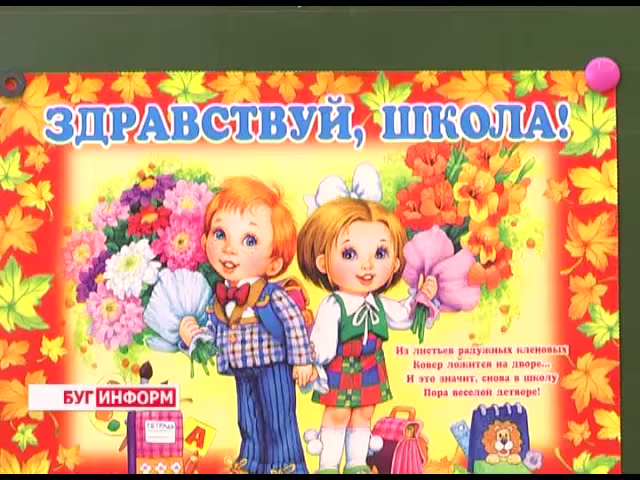 ЗДРАВСТВУЙ, ШКОЛА!
Из листьев радужных кленовых
Ковер ложится на дворе...
И это значит, снова в школу
Пора веселой детворе!
БУГ ИНФОРМ
ТЕТРАДЬ
А